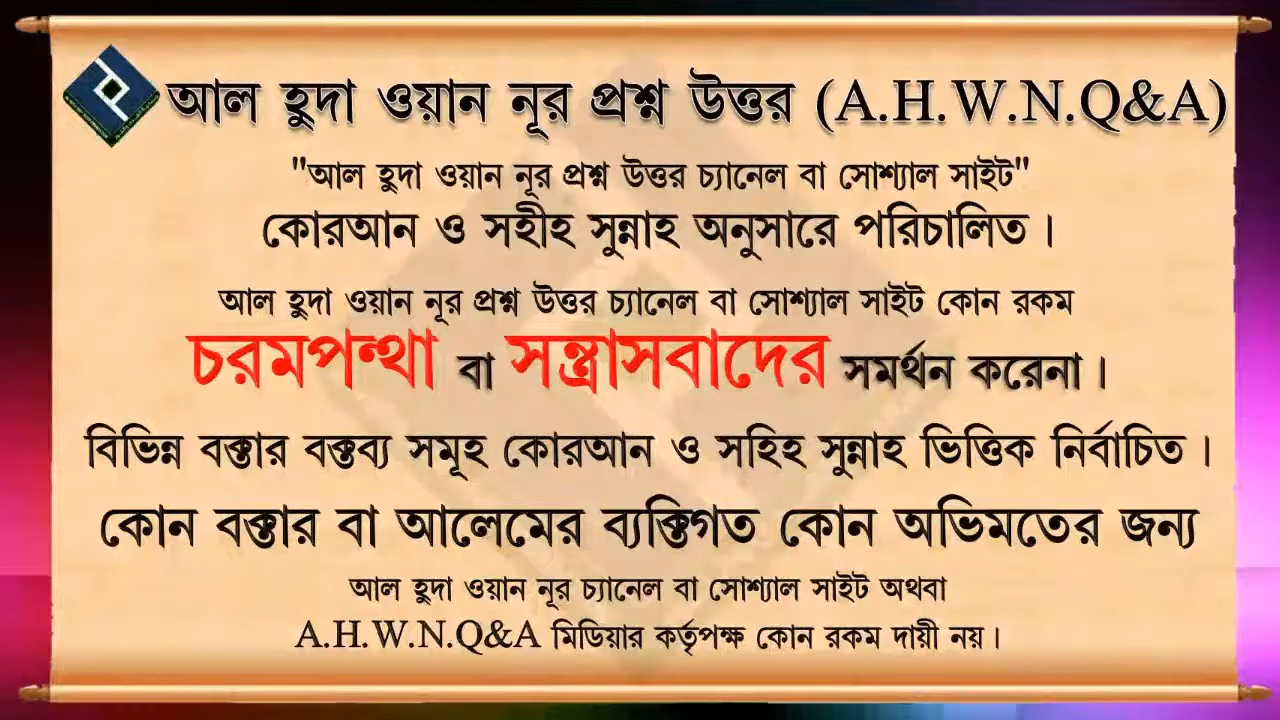 আল হুদা ওয়ান নূর প্রশ্ন উত্তর (A.H.W.N.Q&A)
"আল হুদা ওয়ান নূর প্রশ্ন উত্তর চ্যানেল বা সোশ্যাল সাইট"
কোরআন ও সহীহ সুন্নাহ অনুসারে পরিচালিত।
আল হুদা ওয়ান নূর প্রশ্ন উত্তর চ্যানেল বা সোশ্যাল সাইট কোন রকম
চরমপন্থা বা সন্ত্রাসবাদের সমর্থন করেনা।
বিভিন্ন বক্তার বক্তব্য সমূহ কোরআন ও সহিহ সুন্নাহ ভিত্তিক নির্বাচিত।
কোন বক্তার বা আলেমের ব্যক্তিগত কোন অভিমতের জন্য
আল হুদা ওয়ান নূর চ্যানেল বা সোশ্যাল সাইট অথবা
A.H.W.N.Q&A মিডিয়ার কর্তৃপক্ষ কোন রকম দায়ী নয়।